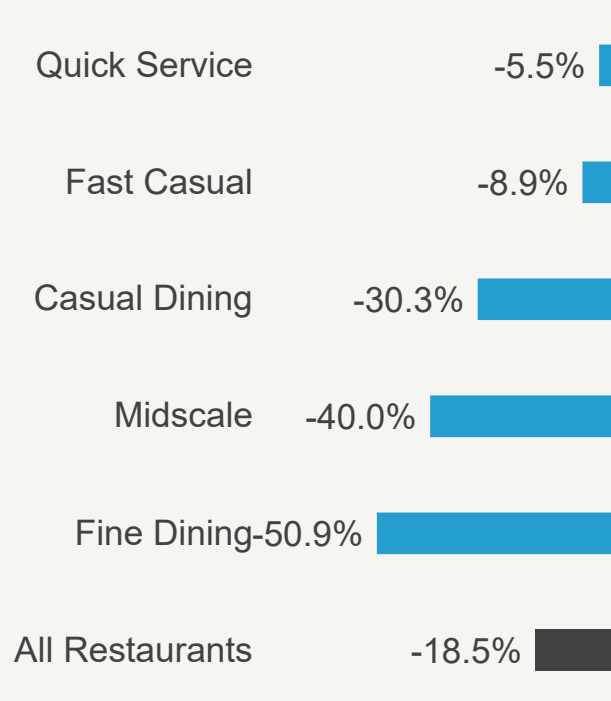 Quick Service -5.5%
Fast Casual -8.9%
Casual Dining -30.3%
Midscale -40.0%
Fine Dining -50.9%
All Restaurants -18.5%